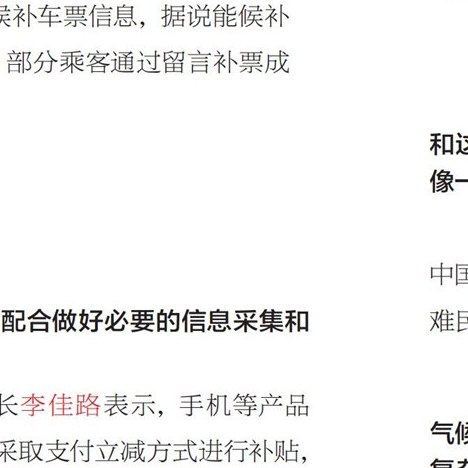 候补车票信息，据说能候补
部分乘客通过留言补票成
配合做好必要的信息采集和
长李佳路表示，手机等产品
采取支付立减方式进行补贴，
和这
像一
中国
难民
气候